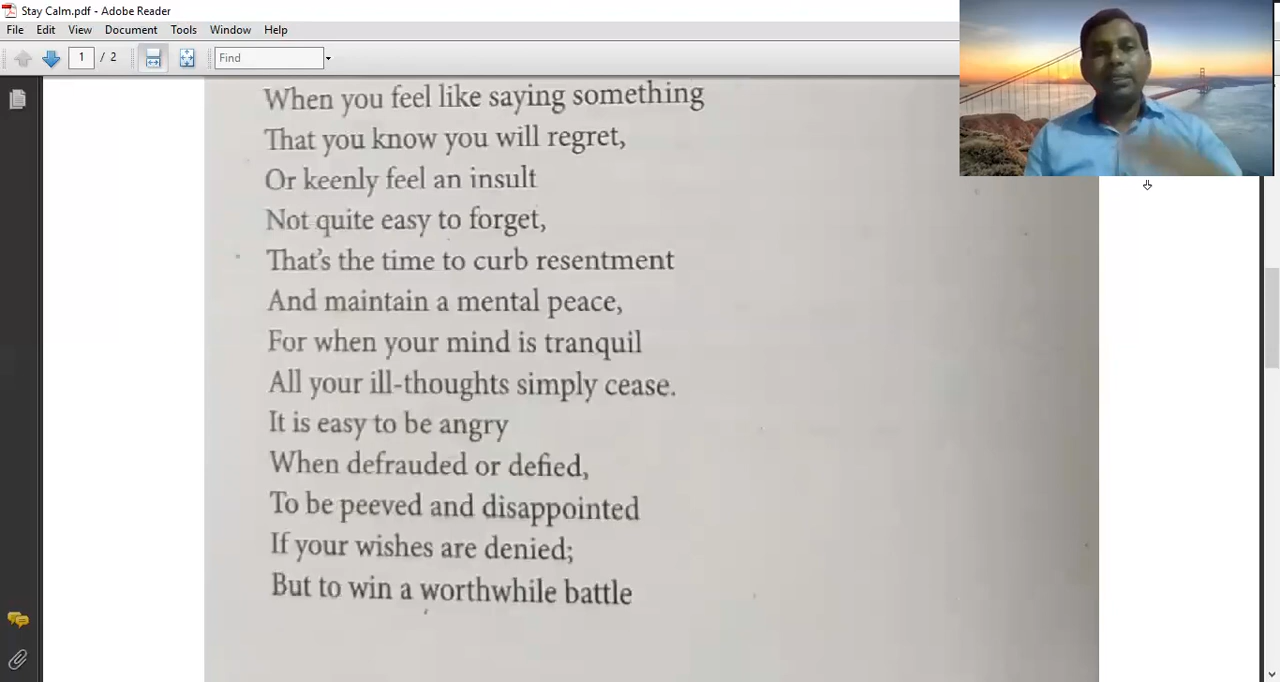 Stay Calm.pdf - Adobe Reader
File Edit View Document Tools Window Help
1 / 2 Find
When you feel like saying something
That you know you will regret,
Or keenly feel an insult
Not quite easy to forget,
That's the time to curb resentment
And maintain a mental peace,
For when your mind is tranquil
All your ill-thoughts simply cease.
It is easy to be angry
When defrauded or defied,
To be peeved and disappointed
If your wishes are denied;
But to win a worthwhile battle